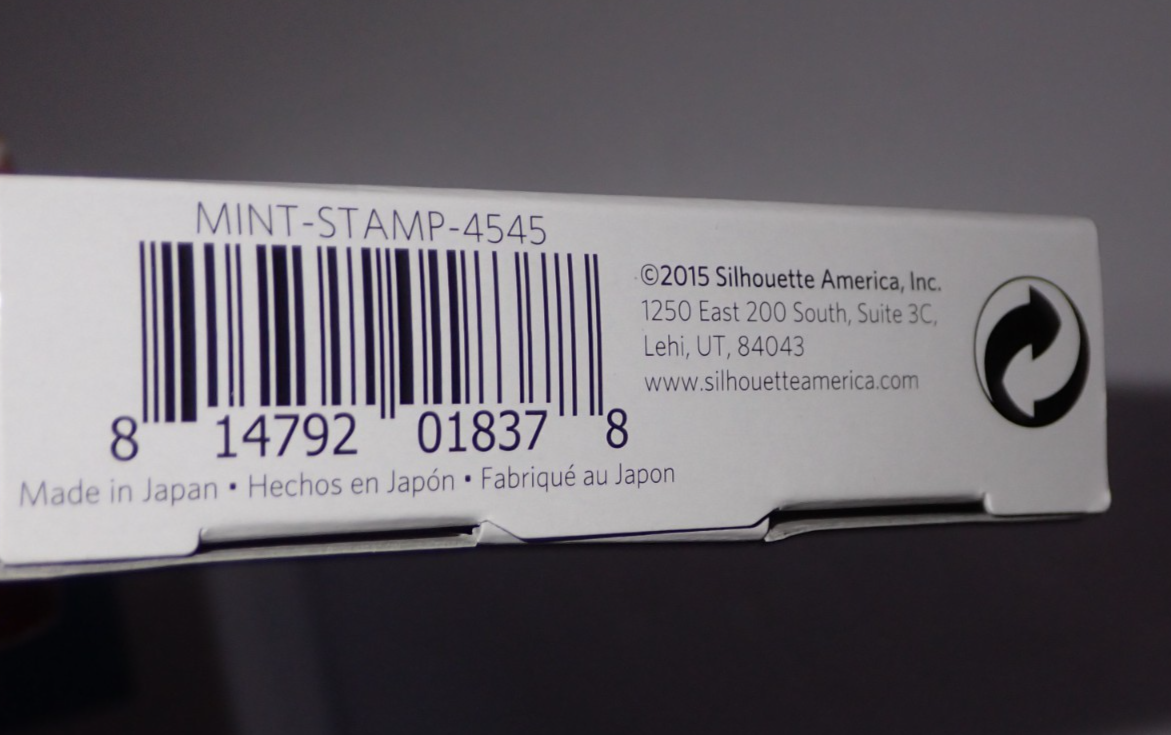 MINT-STAMP-4545
8 14792 01837 8
Made in Japan • Hechos en Japón • Fabriqué au Japon
©2015 Silhouette America, Inc.
1250 East 200 South, Suite 3C,
Lehi, UT, 84043
www.silhouetteamerica.com